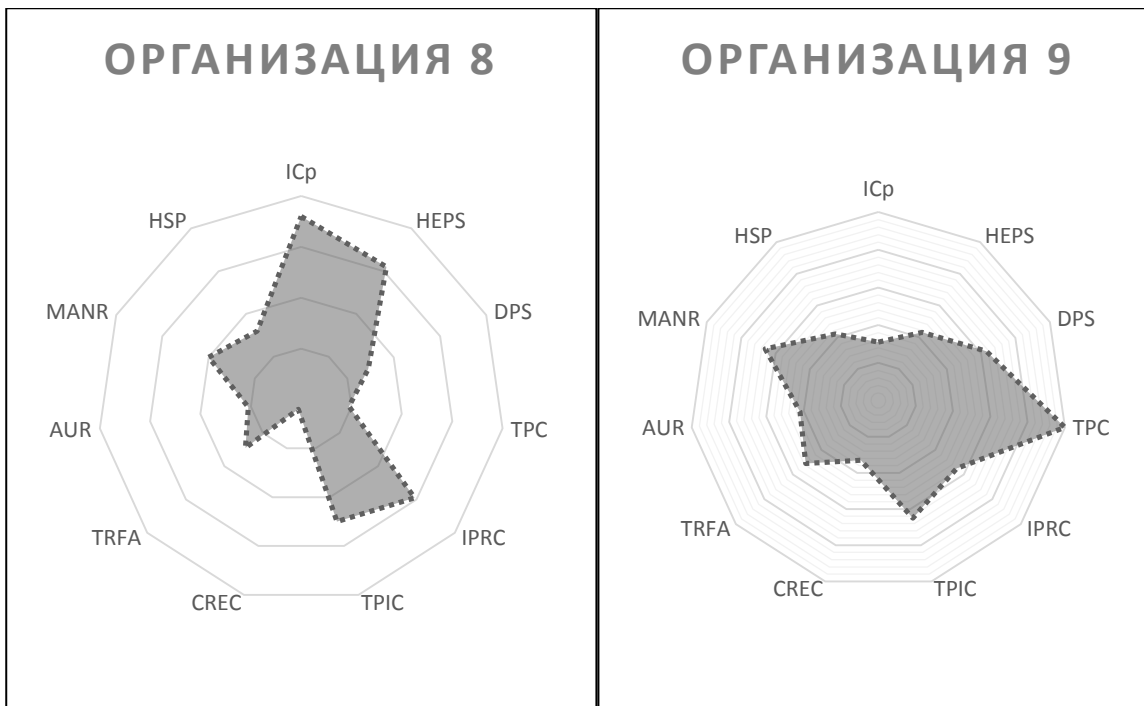 ОРГАНИЗАЦИЯ 8
ICp
HEPS
DPS
TPC
IPRC
TPIC
CREC
TRFA
AUR
MANR
HSP
ОРГАНИЗАЦИЯ 9
ICp
HEPS
DPS
TPC
IPRC
TPIC
CREC
TRFA
AUR
MANR
HSP